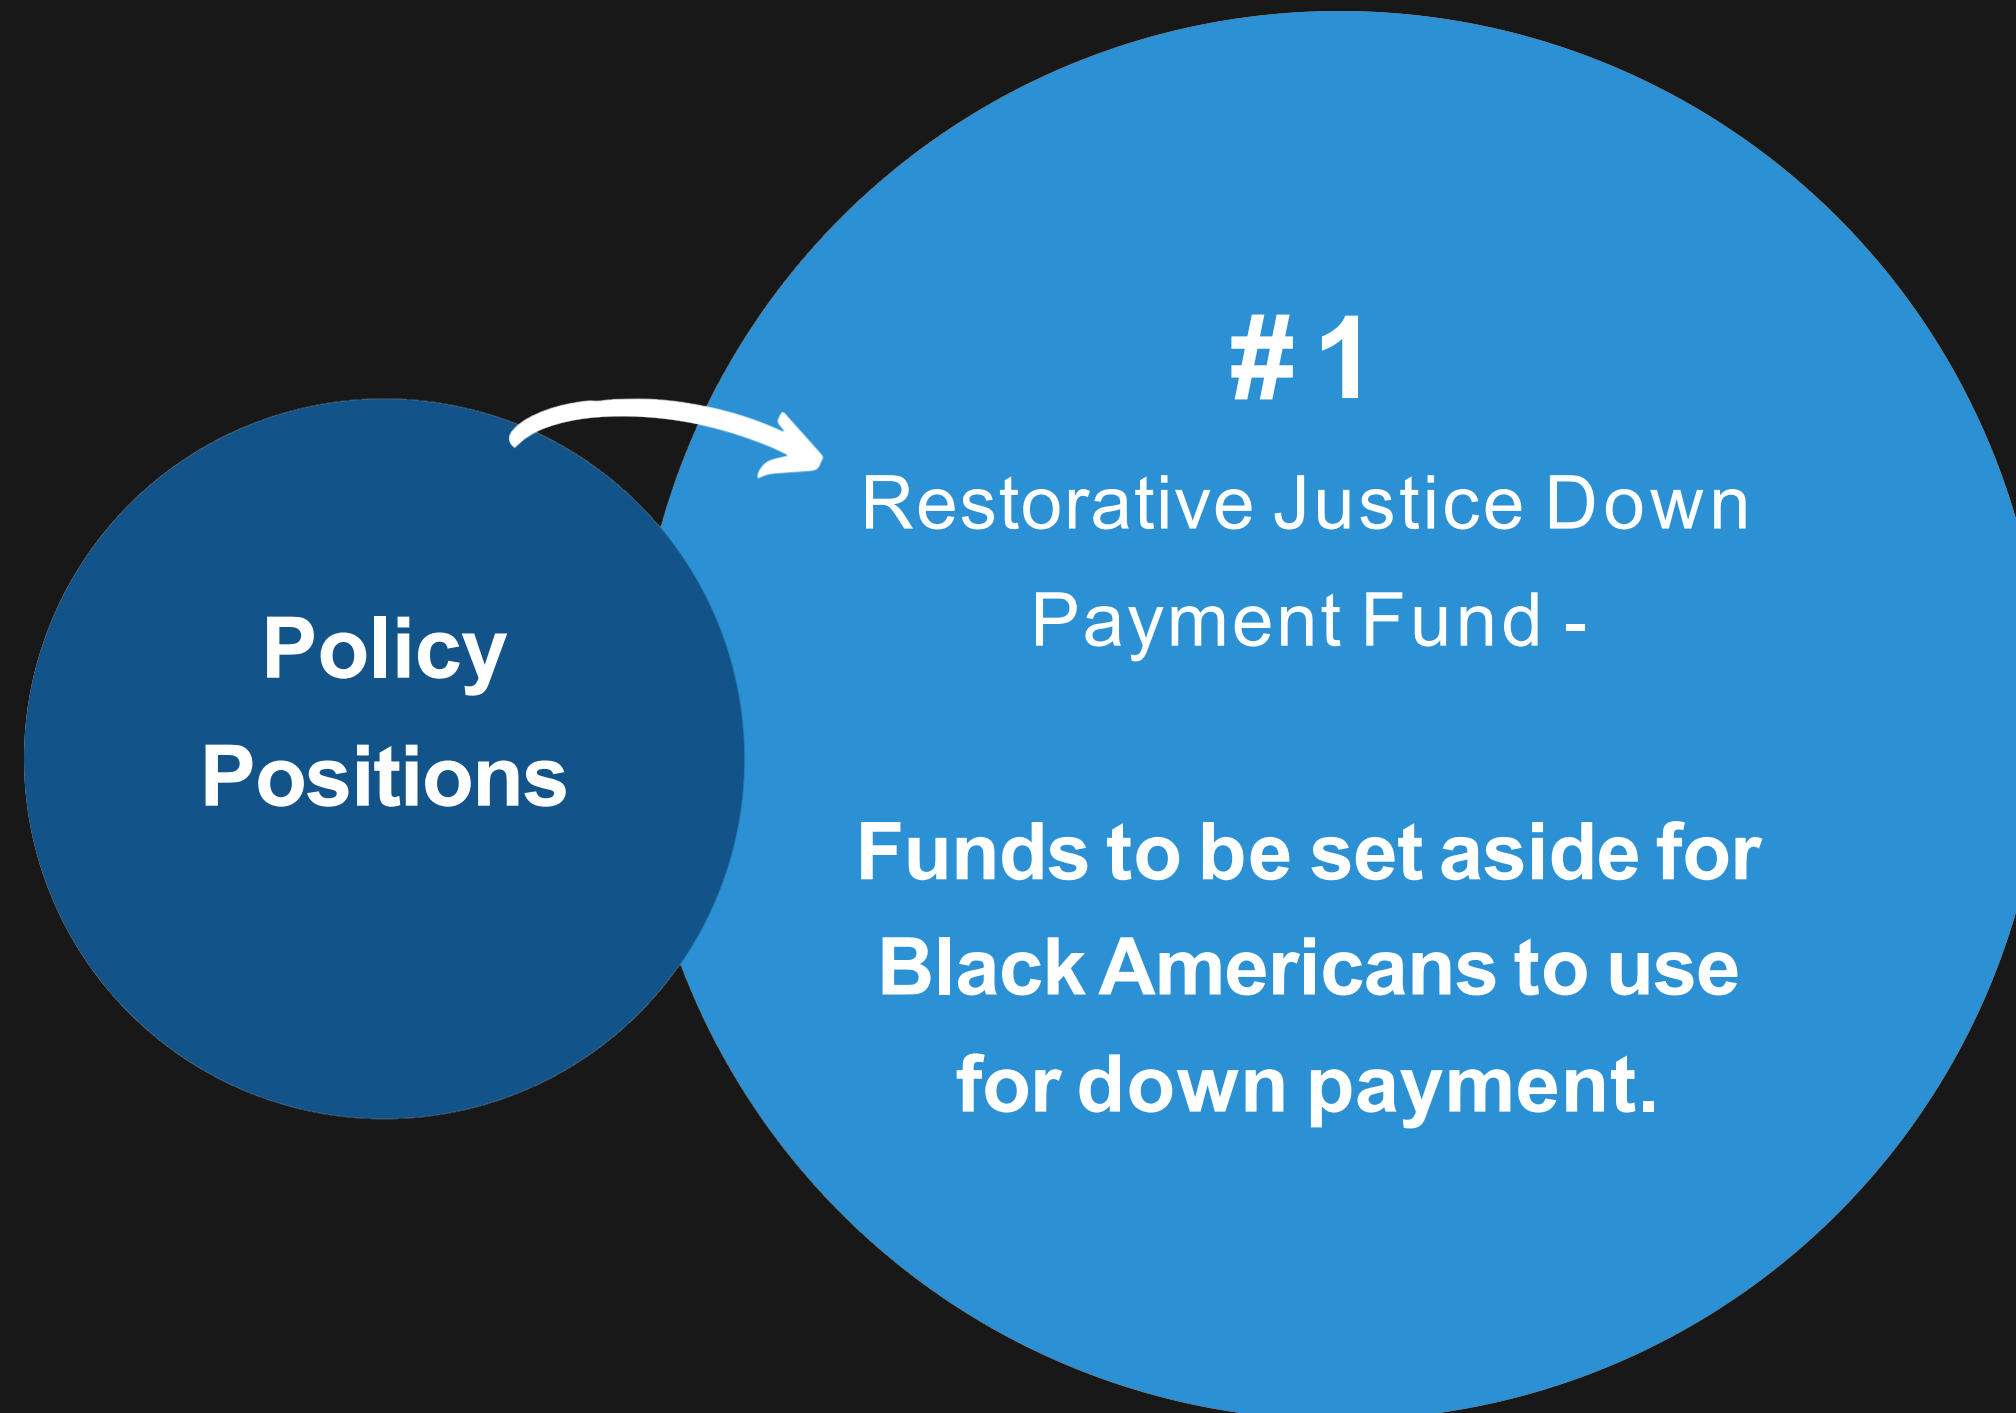 Policy
Positions
#1
Restorative Justice Down
Payment Fund -
Funds to be set aside for
Black Americans to use
for down payment.